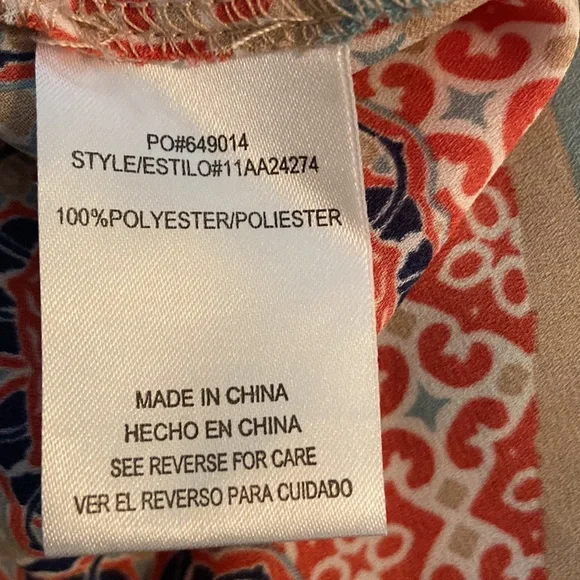 PO#649014
STYLE/ESTILO#11AA24274
100%POLYESTER/POLIESTER
MADE IN CHINA
HECHO EN CHINA
SEE REVERSE FOR CARE
VER EL REVERSO PARA CUIDADO